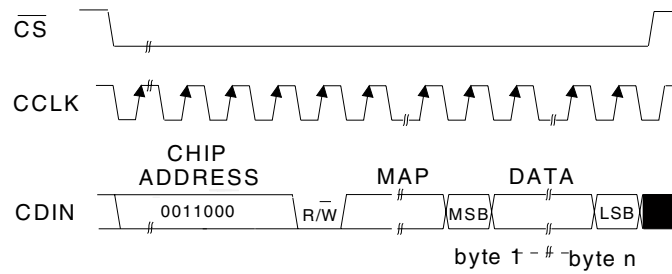 CS
CCLK
CHIP
ADDRESS
MAP
DATA
CDIN
0011000
R/W
MSB
LSB
byte 1
byte n